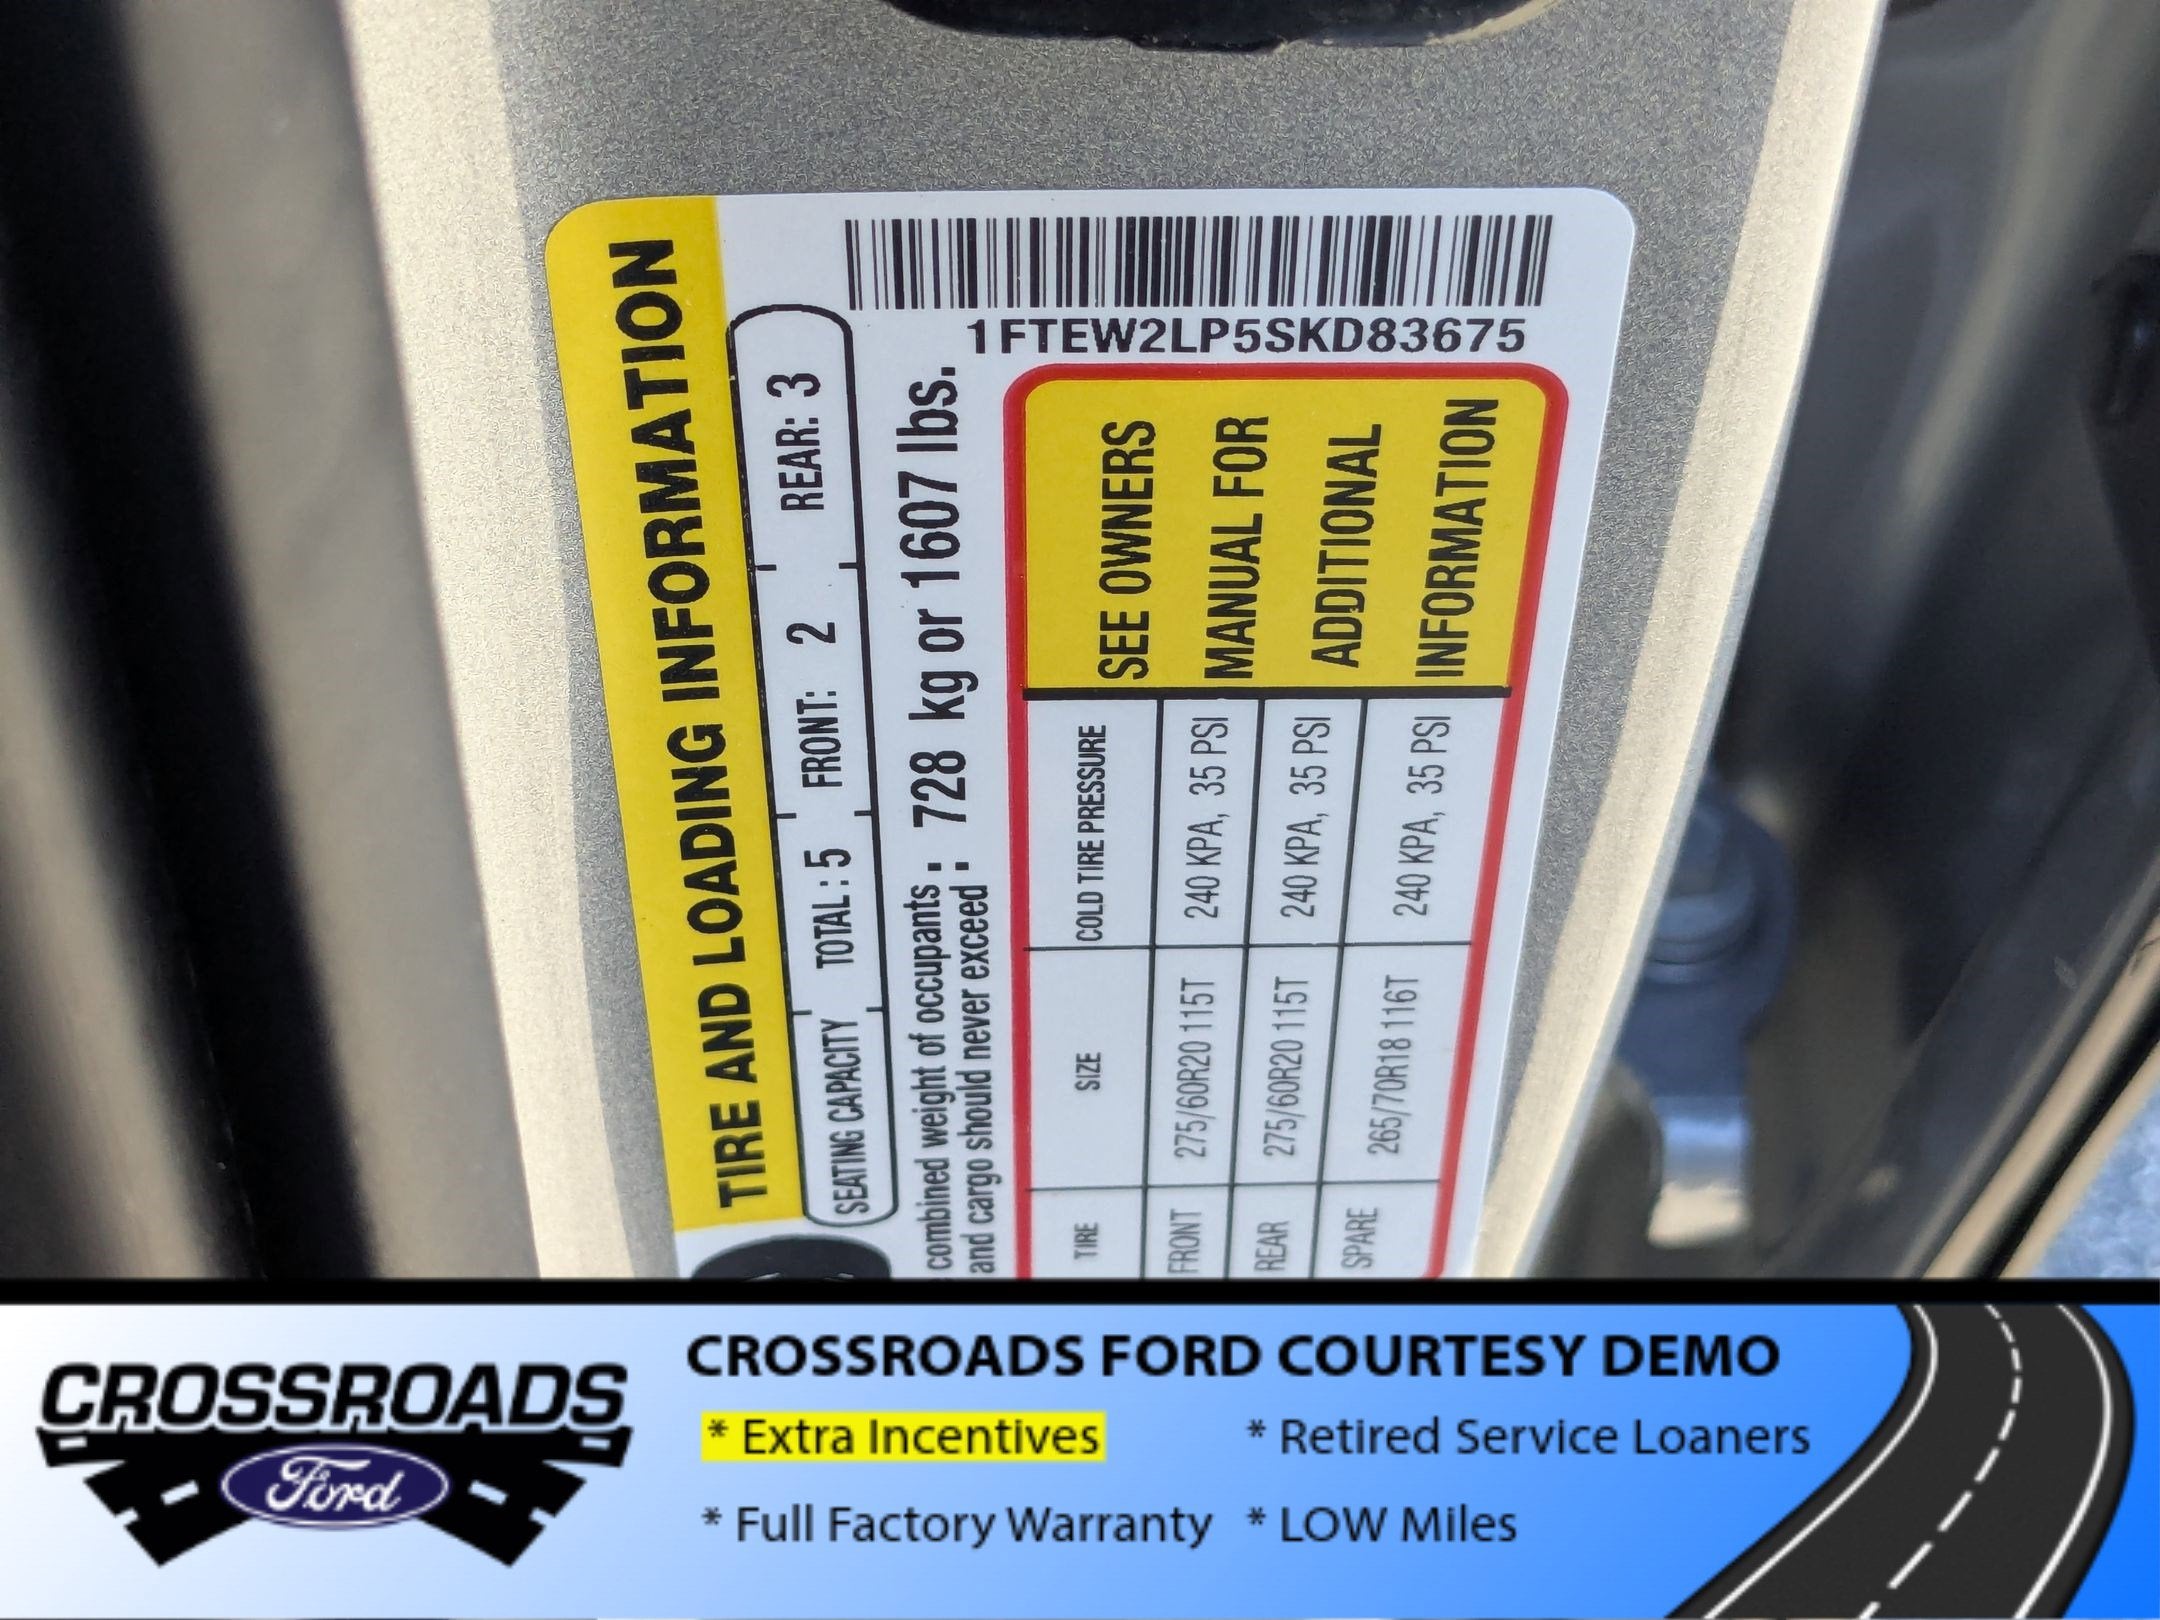 TIRE AND LOADING INFORMATION
SEATING CAPACITY TOTAL: 5 FRONT: 2 REAR: 3
combined weight of occupants
and cargo should never exceed : 728 kg or 1607 lbs.
1FTEW2LP5SKD83675
TIRE SIZE COLD TIRE PRESSURE
FRONT 275/60R20 115T 240 KPA, 35 PSI
REAR 275/60R20 115T 240 KPA, 35 PSI
SPARE 265/70R18 116T 240 KPA, 35 PSI
SEE OWNERS
MANUAL FOR
ADDITIONAL
INFORMATION
CROSSROADS
Ford
CROSSROADS FORD COURTESY DEMO
* Extra Incentives * Retired Service Loaners
* Full Factory Warranty * LOW Miles